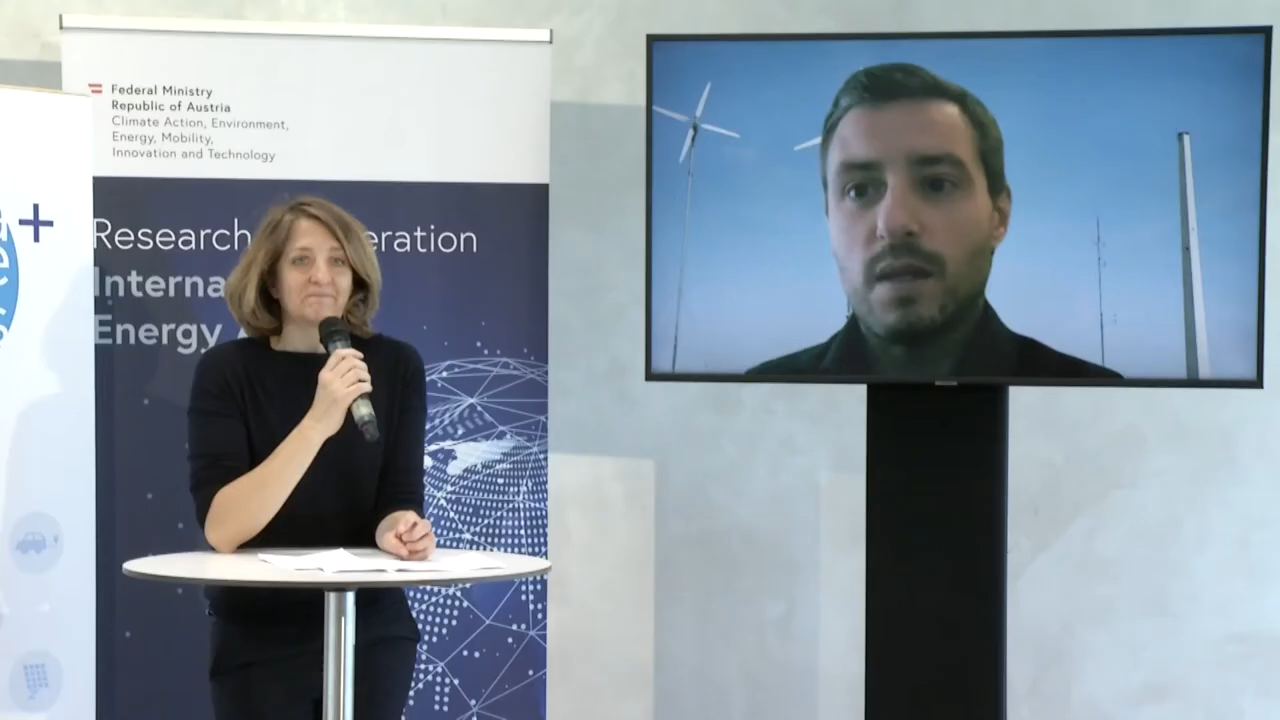 Federal Ministry
Republic of Austria
Climate Action, Environment,
Energy, Mobility,
Innovation and Technology
+
Research eration
Interna
Energy